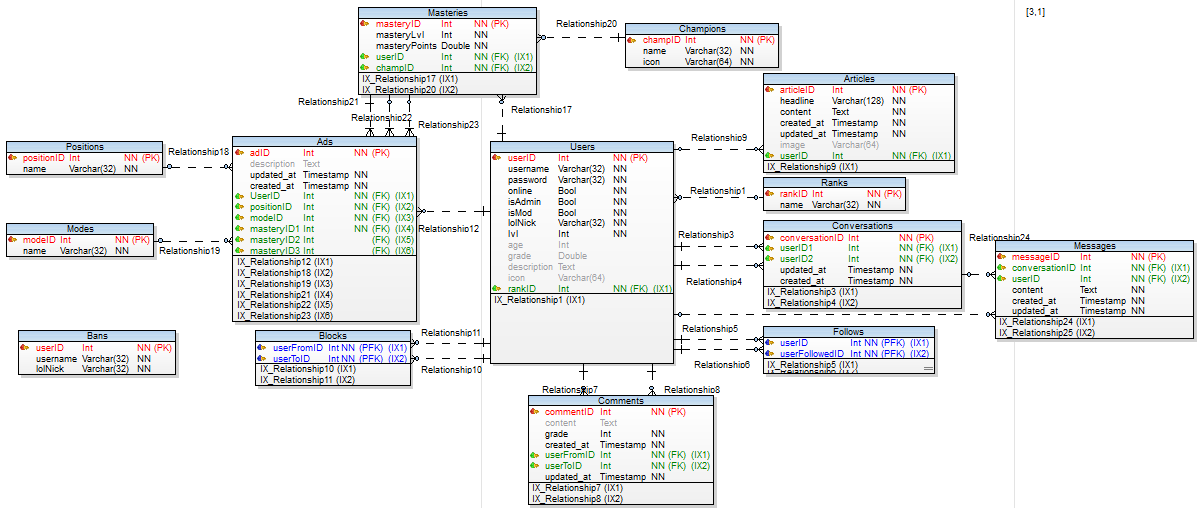 Masteries
masteryID Int NN (PK)
masteryLvl Int NN
masteryPoints Double NN
userID Int NN (FK) (IX1)
champID Int NN (FK) (IX2)
IX_Relationship17 (IX1)
IX_Relationship20 (IX2)
Relationship20
Champions
champID Int NN (PK)
name Varchar(32) NN
icon Varchar(64) NN
[3,1]
Relationship21
Relationship22
Relationship23
Relationship17
Articles
articleID Int NN (PK)
headline Varchar(128) NN
content Text NN
created_at Timestamp NN
updated_at Timestamp NN
image Varchar(64)
userID Int NN (FK) (IX1)
IX_Relationship9 (IX1)
Positions
positionID Int NN (PK)
name Varchar(32) NN
Relationship18
Ads
adID Int NN (PK)
description Text
updated_at Timestamp NN
created_at Timestamp NN
UserID Int NN (FK) (IX1)
positionID Int NN (FK) (IX2)
modeID Int NN (FK) (IX3)
masteryID1 Int NN (FK) (IX4)
masteryID2 Int (FK) (IX5)
masteryID3 Int (FK) (IX6)
IX_Relationship12 (IX1)
IX_Relationship18 (IX2)
IX_Relationship19 (IX3)
IX_Relationship21 (IX4)
IX_Relationship22 (IX5)
IX_Relationship23 (IX6)
Relationship12
Users
userID Int NN (PK)
username Varchar(32) NN
password Varchar(32) NN
online Bool NN
isAdmin Bool NN
isMod Bool NN
lolNick Varchar(32) NN
lvl Int NN
age Int
grade Double
description Text
icon Varchar(64)
rankID Int NN (FK) (IX1)
IX_Relationship1 (IX1)
Relationship9
Relationship1
Ranks
rankID Int NN (PK)
name Varchar(32) NN
Modes
modeID Int NN (PK)
name Varchar(32) NN
Relationship19
Relationship3
Relationship4
Conversations
conversationID Int NN (PK)
userID1 Int NN (FK) (IX1)
userID2 Int NN (FK) (IX2)
updated_at Timestamp NN
created_at Timestamp NN
IX_Relationship3 (IX1)
IX_Relationship4 (IX2)
Relationship24
Messages
messageID Int NN (PK)
conversationID Int NN (FK) (IX1)
userID Int NN (FK) (IX2)
content Text NN
created_at Timestamp NN
updated_at Timestamp NN
IX_Relationship24 (IX1)
IX_Relationship25 (IX2)
Bans
userID Int NN (PK)
username Varchar(32) NN
lolNick Varchar(32) NN
Blocks
userFromID Int NN (PFK) (IX1)
userToID Int NN (PFK) (IX2)
IX_Relationship10 (IX1)
IX_Relationship11 (IX2)
Relationship11
Relationship10
Relationship5
Relationship6
Follows
userID Int NN (PFK) (IX1)
userFollowedID Int NN (PFK) (IX2)
IX_Relationship5 (IX1)
Relationship7
Relationship8
Comments
commentID Int NN (PK)
content Text
grade Int NN
created_at Timestamp NN
userFromID Int NN (FK) (IX1)
userToID Int NN (FK) (IX2)
updated_at Timestamp NN
IX_Relationship7 (IX1)
IX_Relationship8 (IX2)